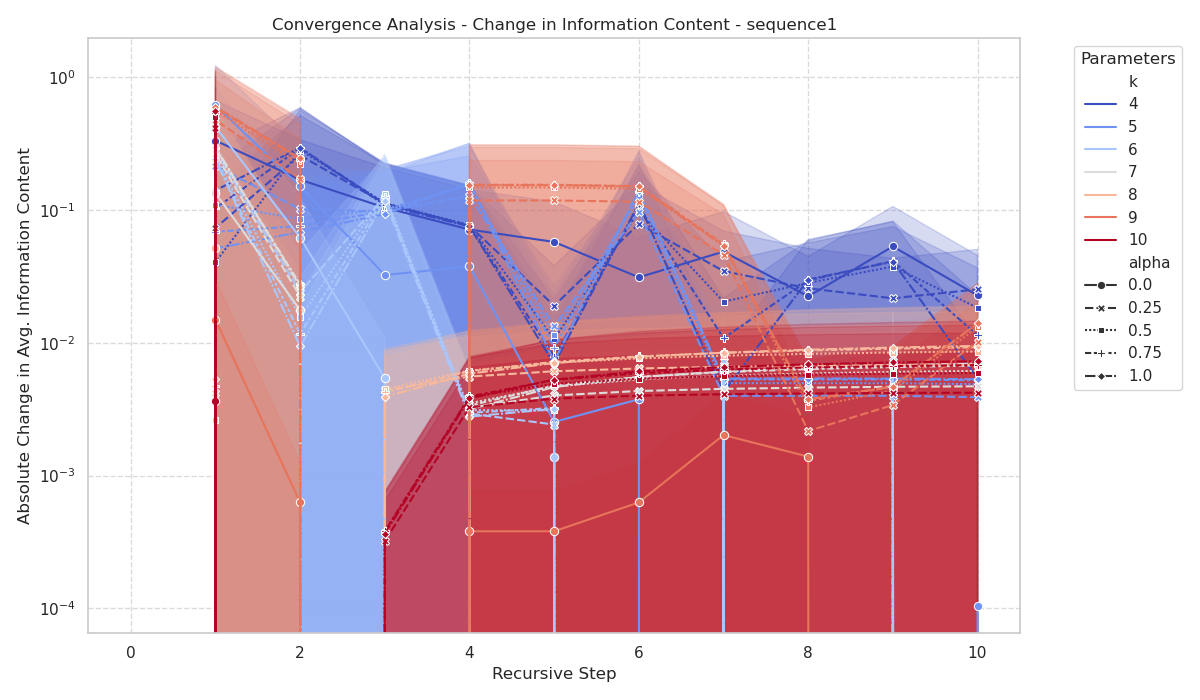 Convergence Analysis - Change in Information Content - sequence1
Absolute Change in Avg. Information Content
10⁰
10⁻¹
10⁻²
10⁻³
10⁻⁴
0 2 4 6 8 10
Recursive Step
Parameters
k
4
5
6
7
8
9
10
alpha
0.0
0.25
0.5
0.75
1.0